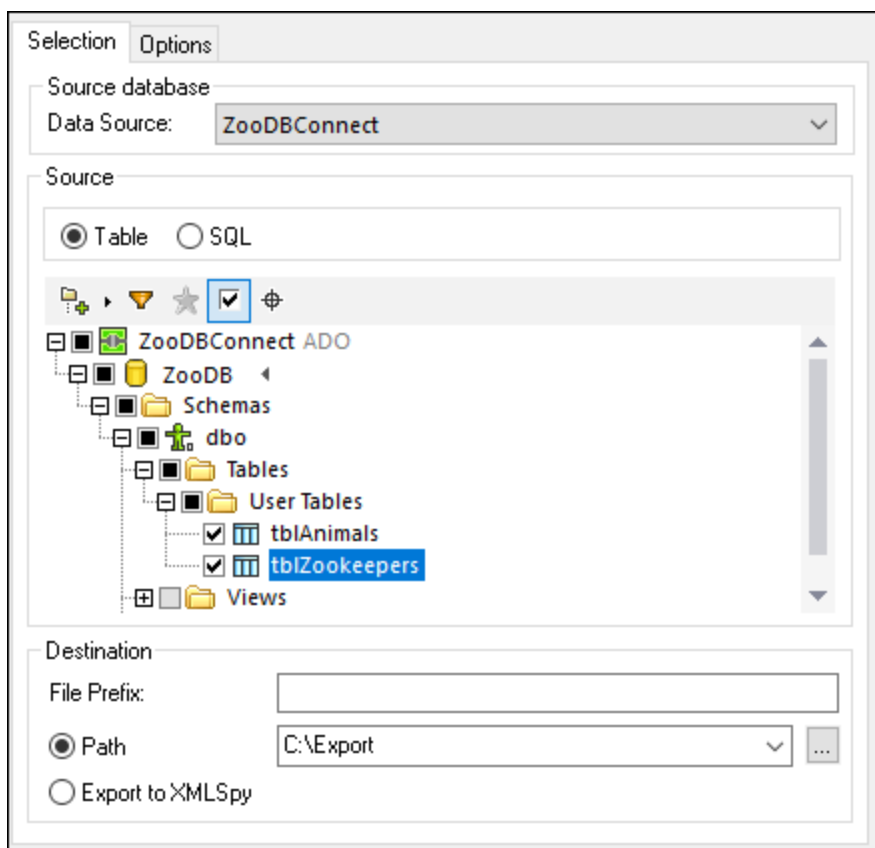 Selection Options
Source database
Data Source: ZooDBConnect
Source
Table SQL
ZooDBConnect ADO
ZooDB
Schemas
dbo
Tables
User Tables
tblAnimals
tblZookeepers
Views
Destination
File Prefix:
Path C:\Export ...
Export to XMLSpy